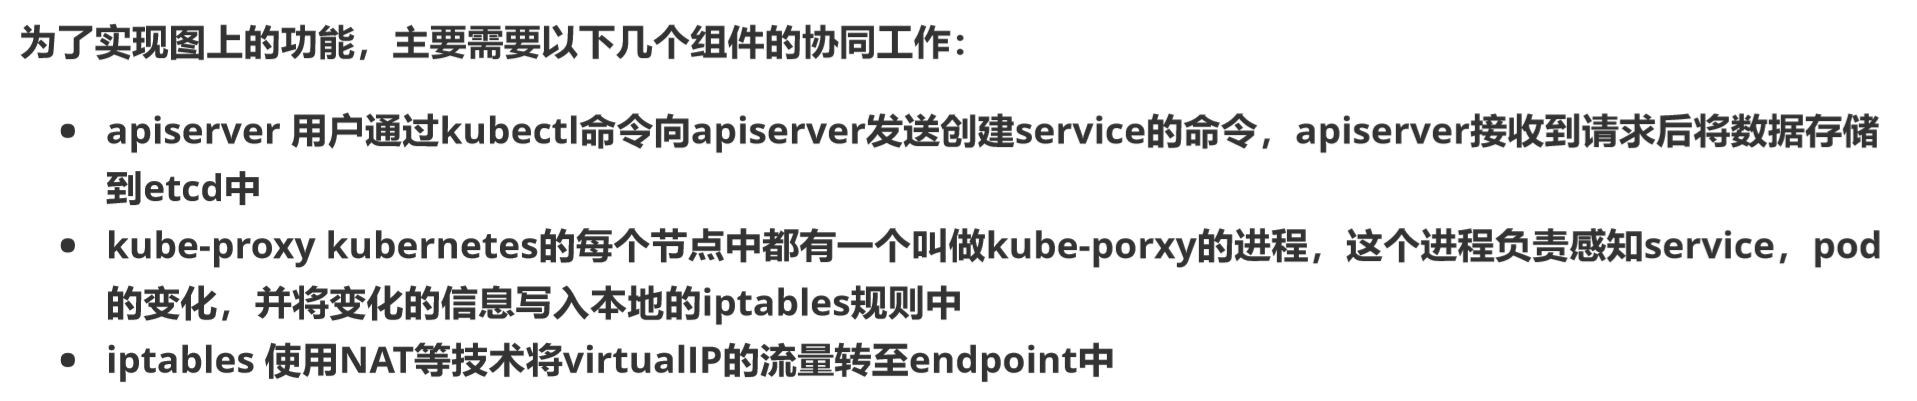 为了实现图上的功能，主要需要以下几个组件的协同工作：
• apiserver 用户通过kubectl命令向apiserver发送创建service的命令，apiserver接收到请求后将数据存储
到etcd中
• kube-proxy kubernetes的每个节点中都有一个叫做kube-porxy的进程，这个进程负责感知service，pod
的变化，并将变化的信息写入本地的iptables规则中
• iptables 使用NAT等技术将virtualIP的流量转至endpoint中